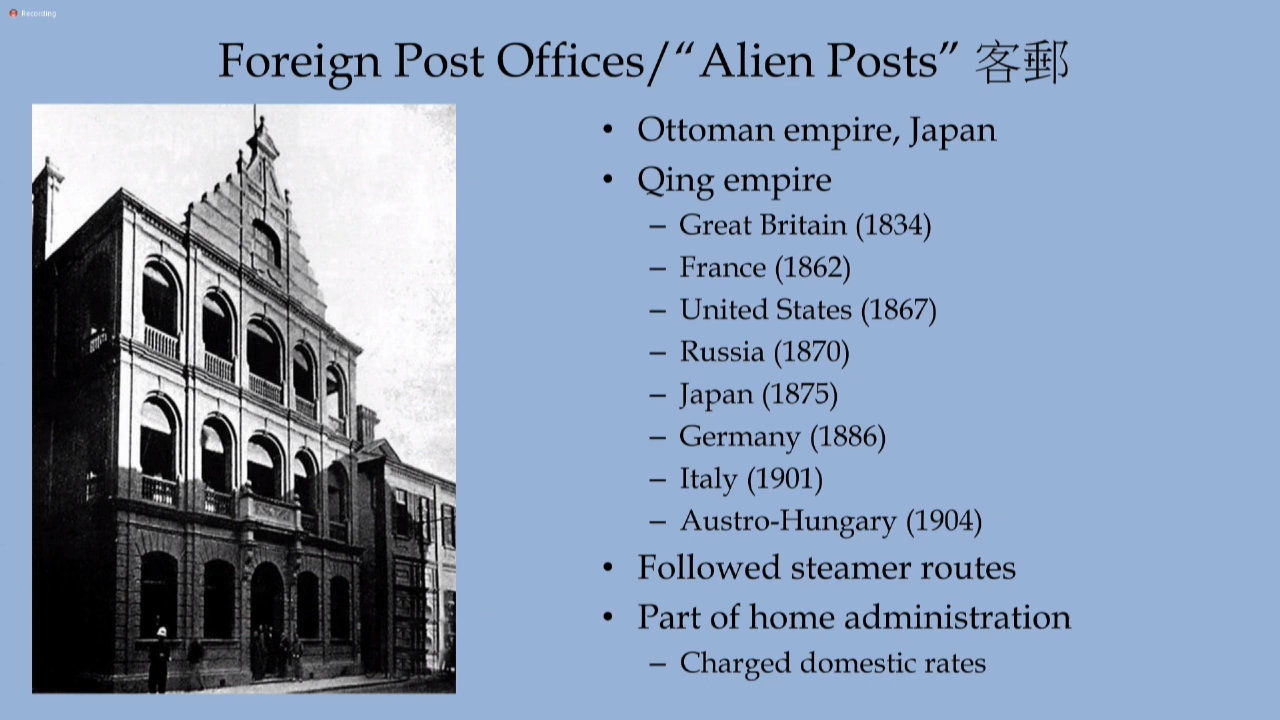 Recording
Foreign Post Offices/“Alien Posts” 客郵
• Ottoman empire, Japan
• Qing empire
– Great Britain (1834)
– France (1862)
– United States (1867)
– Russia (1870)
– Japan (1875)
– Germany (1886)
– Italy (1901)
– Austro-Hungary (1904)
• Followed steamer routes
• Part of home administration
– Charged domestic rates